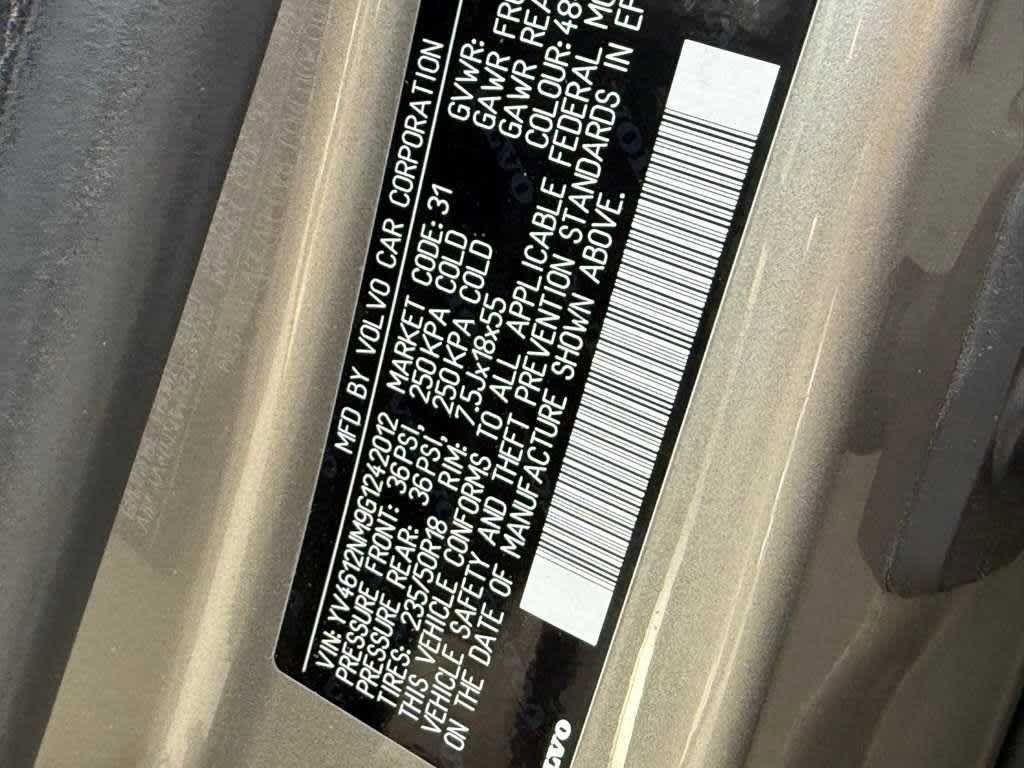 MFD BY VOLVO CAR CORPORATION
VIN: YV4612NM9G1242012 MARKET CODE: 31 GVWR:
PRESSURE FRONT: 36PSI, 250KPA COLD GAWR FRO
PRESSURE REAR: 36PSI, 250KPA COLD: GAWR REA
TIRES: 235/50R18 RIM: 7.5Jx18x55 COLOUR: 48
THIS VEHICLE CONFORMS TO ALL APPLICABLE FEDERAL MO
VEHICLE SAFETY AND THEFT PREVENTION STANDARDS IN EF
ON THE DATE OF MANUFACTURE SHOWN ABOVE.